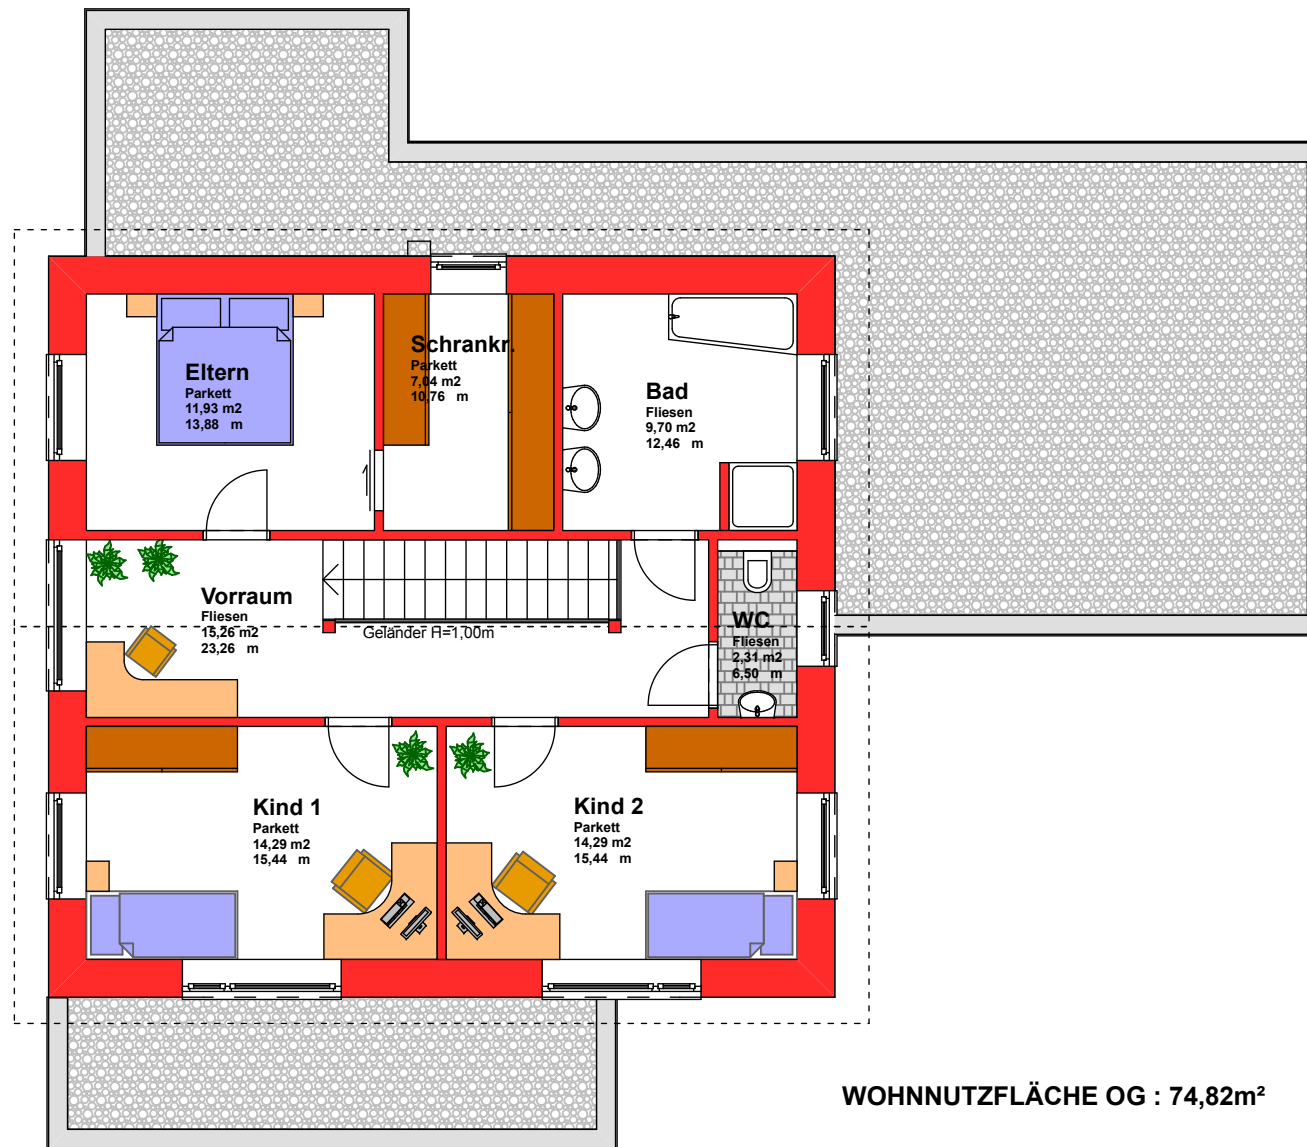 Eltern
Parkett
11,93 m2
13,88 m
Schrankr.
Parkett
7,04 m2
10,76 m
Bad
Fliesen
9,70 m2
12,46 m
Vorraum
Fliesen
15,26 m2
23,26 m
Geländer H=1,00m
WC
Fliesen
2,31 m2
6,50 m
Kind 1
Parkett
14,29 m2
15,44 m
Kind 2
Parkett
14,29 m2
15,44 m
WOHNNUTZFLÄCHE OG : 74,82m²